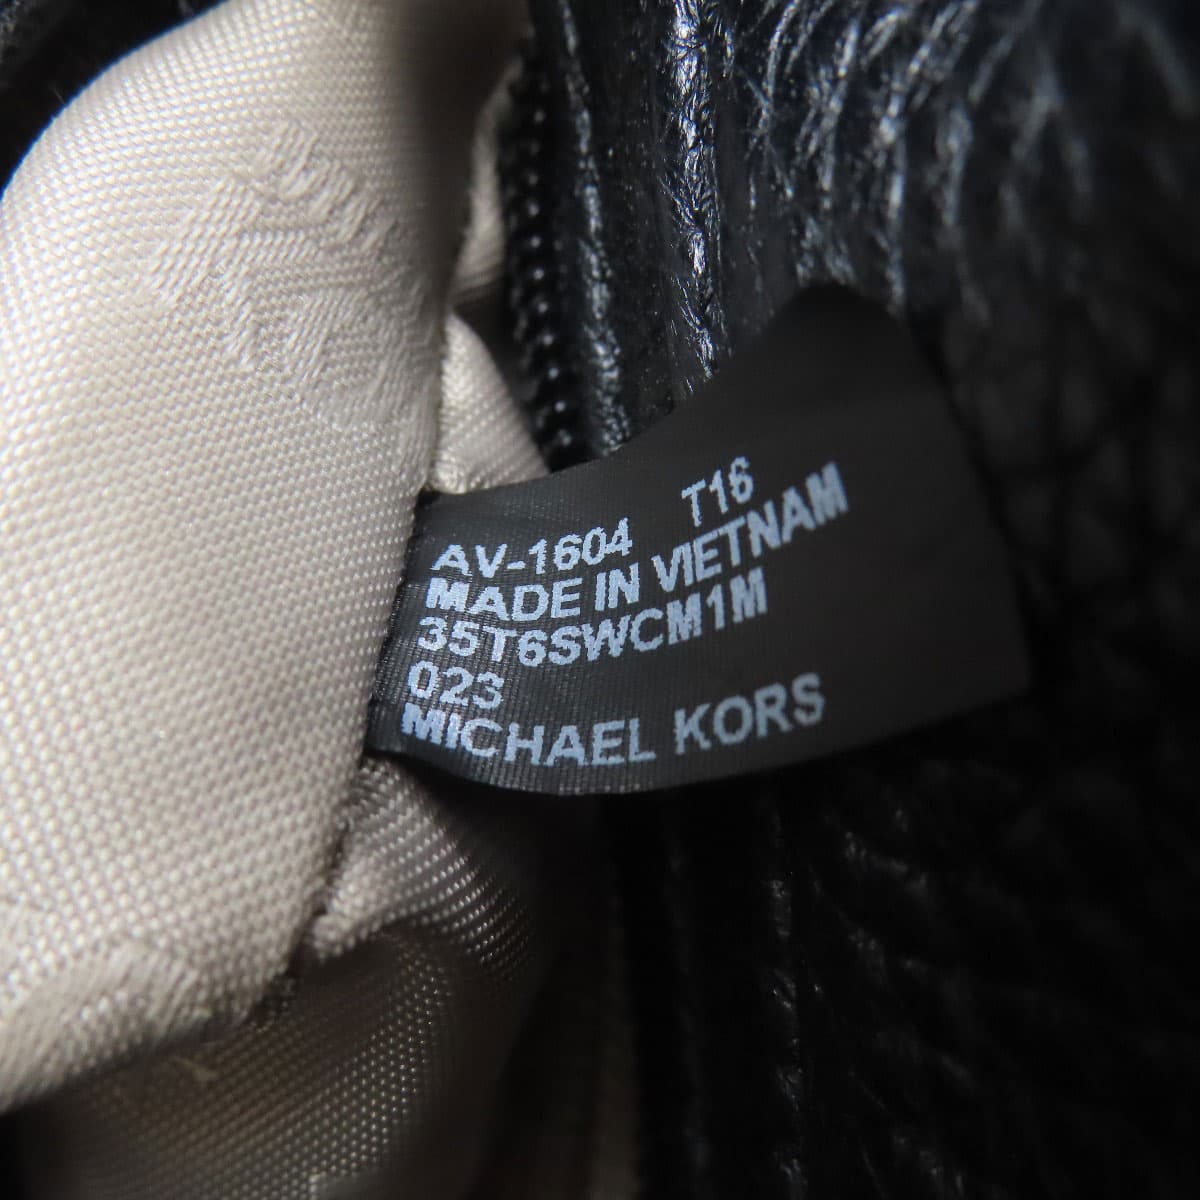 AV-1604 T16
MADE IN VIETNAM
35T6SWCM1M
023
MICHAEL KORS